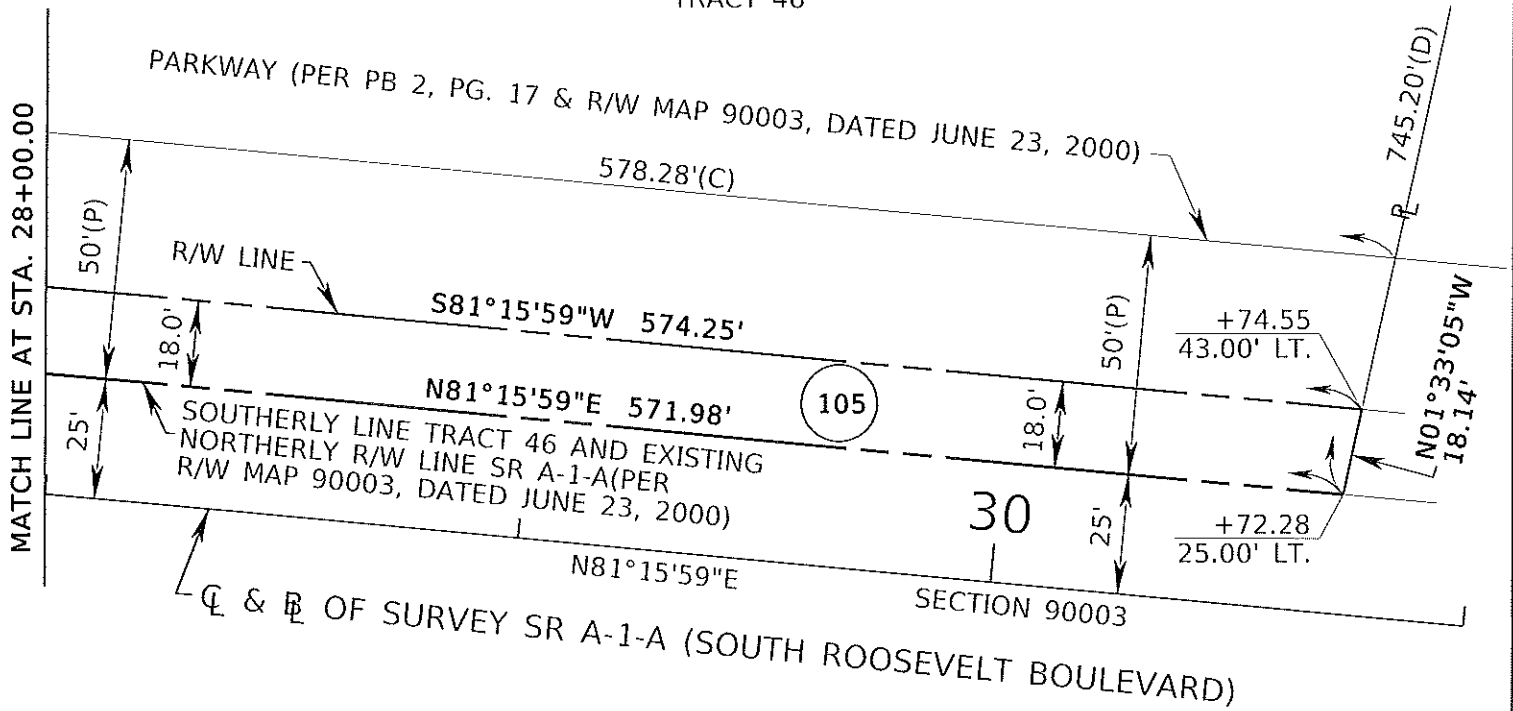 TRACT 46
MATCH LINE AT STA. 28+00.00
PARKWAY (PER PB 2, PG. 17 & R/W MAP 90003, DATED JUNE 23, 2000)
745.20'(D)
578.28'(C)
50'(P)
R/W LINE
PL
S81°15'59"W 574.25'
50'(P)
+74.55
43.00' LT.
N01°33'05"W
18.14'
18.0'
N81°15'59"E 571.98'
105
18.0'
25'
SOUTHERLY LINE TRACT 46 AND EXISTING
NORTHERLY R/W LINE SR A-1-A(PER
R/W MAP 90003, DATED JUNE 23, 2000)
30
25'
+72.28
25.00' LT.
N81°15'59"E
SECTION 90003
CL & BL OF SURVEY SR A-1-A (SOUTH ROOSEVELT BOULEVARD)